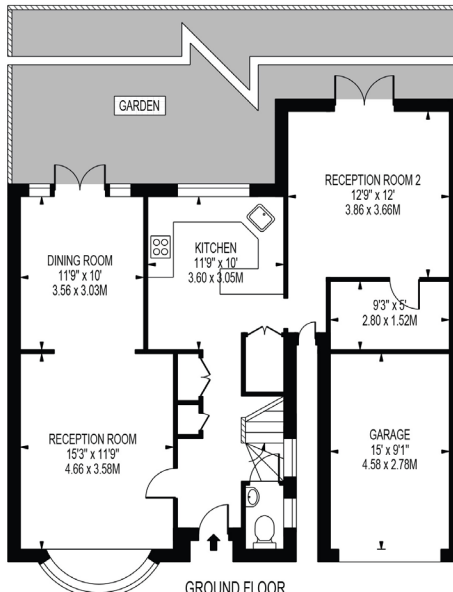 GARDEN
RECEPTION ROOM 2
12'9" x 12'
3.86 x 3.66M
DINING ROOM
11'9" x 10'
3.56 x 3.03M
KITCHEN
11'9" x 10'
3.60 x 3.05M
9'3" x 5'
2.80 x 1.52M
RECEPTION ROOM
15'3" x 11'9"
4.66 x 3.58M
GARAGE
15' x 9'1"
4.58 x 2.78M
GROUND FLOOR